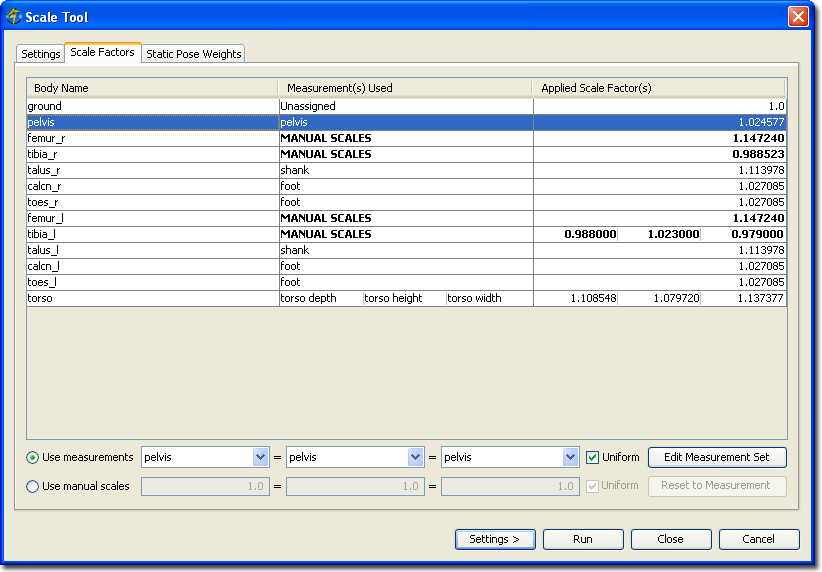 Scale Tool
Settings Scale Factors Static Pose Weights
Body Name Measurement(s) Used Applied Scale Factor(s)
ground Unassigned 1.0
pelvis pelvis 1.024577
femur_r MANUAL SCALES 1.147240
tibia_r MANUAL SCALES 0.988523
talus_r shank 1.113978
calcn_r foot 1.027085
toes_r foot 1.027085
femur_l MANUAL SCALES 1.147240
tibia_l MANUAL SCALES 0.988000 1.023000 0.979000
talus_l shank 1.113978
calcn_l foot 1.027085
toes_l foot 1.027085
torso torso depth torso height torso width 1.108548 1.079720 1.137377
Use measurements pelvis = pelvis = pelvis Uniform Edit Measurement Set
Use manual scales 1.0 = 1.0 = 1.0 Uniform Reset to Measurement
Settings > Run Close Cancel